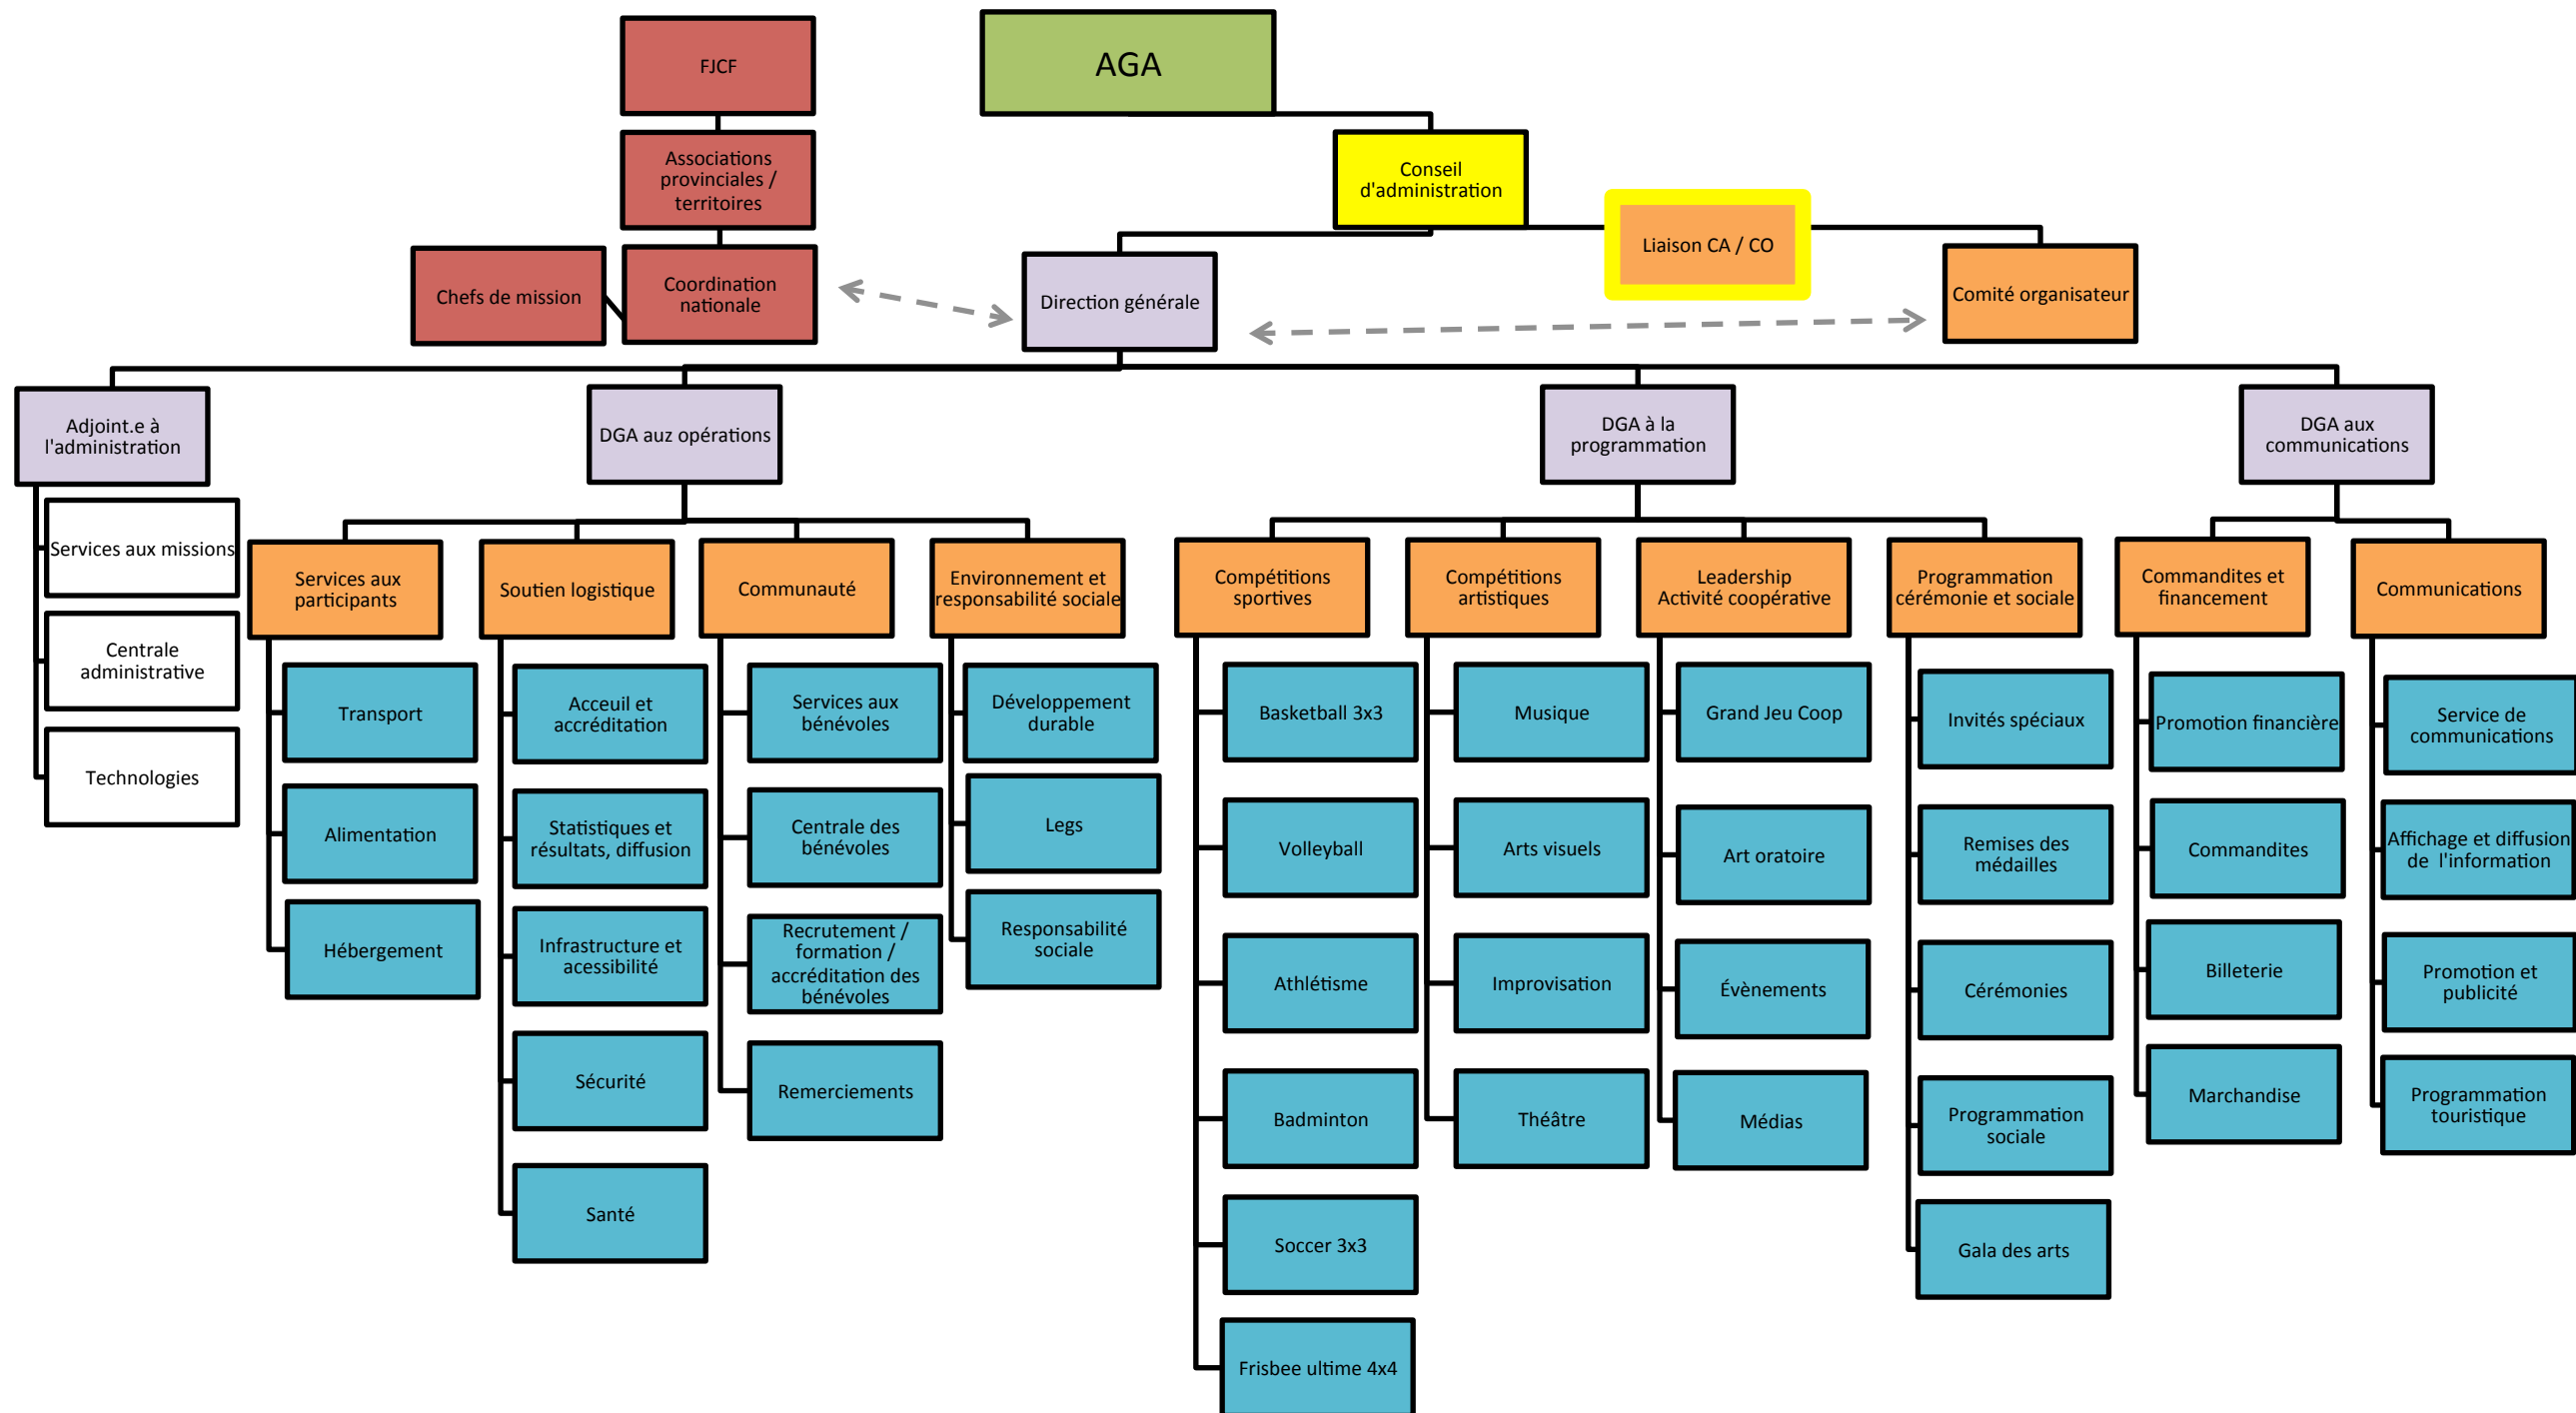 FJCF
AGA
Associations
provinciales /
territoires
Conseil
d'administration
Liaison CA / CO
Chefs de mission
Coordination
nationale
Direction générale
Comité organisateur
Adjoint.e à
l'administration
DGA auz opérations
DGA à la
programmation
DGA aux
communications
Services aux missions
Centrale
administrative
Technologies
Services aux
participants
Soutien logistique
Communauté
Environnement et
responsabilité sociale
Compétitions
sportives
Compétitions
artistiques
Leadership
Activité coopérative
Programmation
cérémonie et sociale
Commandites et
financement
Communications
Transport
Alimentation
Hébergement
Acceuil et
accréditation
Statistiques et
résultats, diffusion
Infrastructure et
acessibilité
Sécurité
Santé
Services aux
bénévoles
Centrale des
bénévoles
Recrutement /
formation /
accréditation des
bénévoles
Remerciements
Développement
durable
Legs
Responsabilité
sociale
Basketball 3x3
Volleyball
Athlétisme
Badminton
Soccer 3x3
Frisbee ultime 4x4
Musique
Arts visuels
Improvisation
Théâtre
Grand Jeu Coop
Art oratoire
Évènements
Médias
Invités spéciaux
Remises des
médailles
Cérémonies
Programmation
sociale
Gala des arts
Promotion financière
Commandites
Billeterie
Marchandise
Service de
communications
Affichage et diffusion
de l'information
Promotion et
publicité
Programmation
touristique